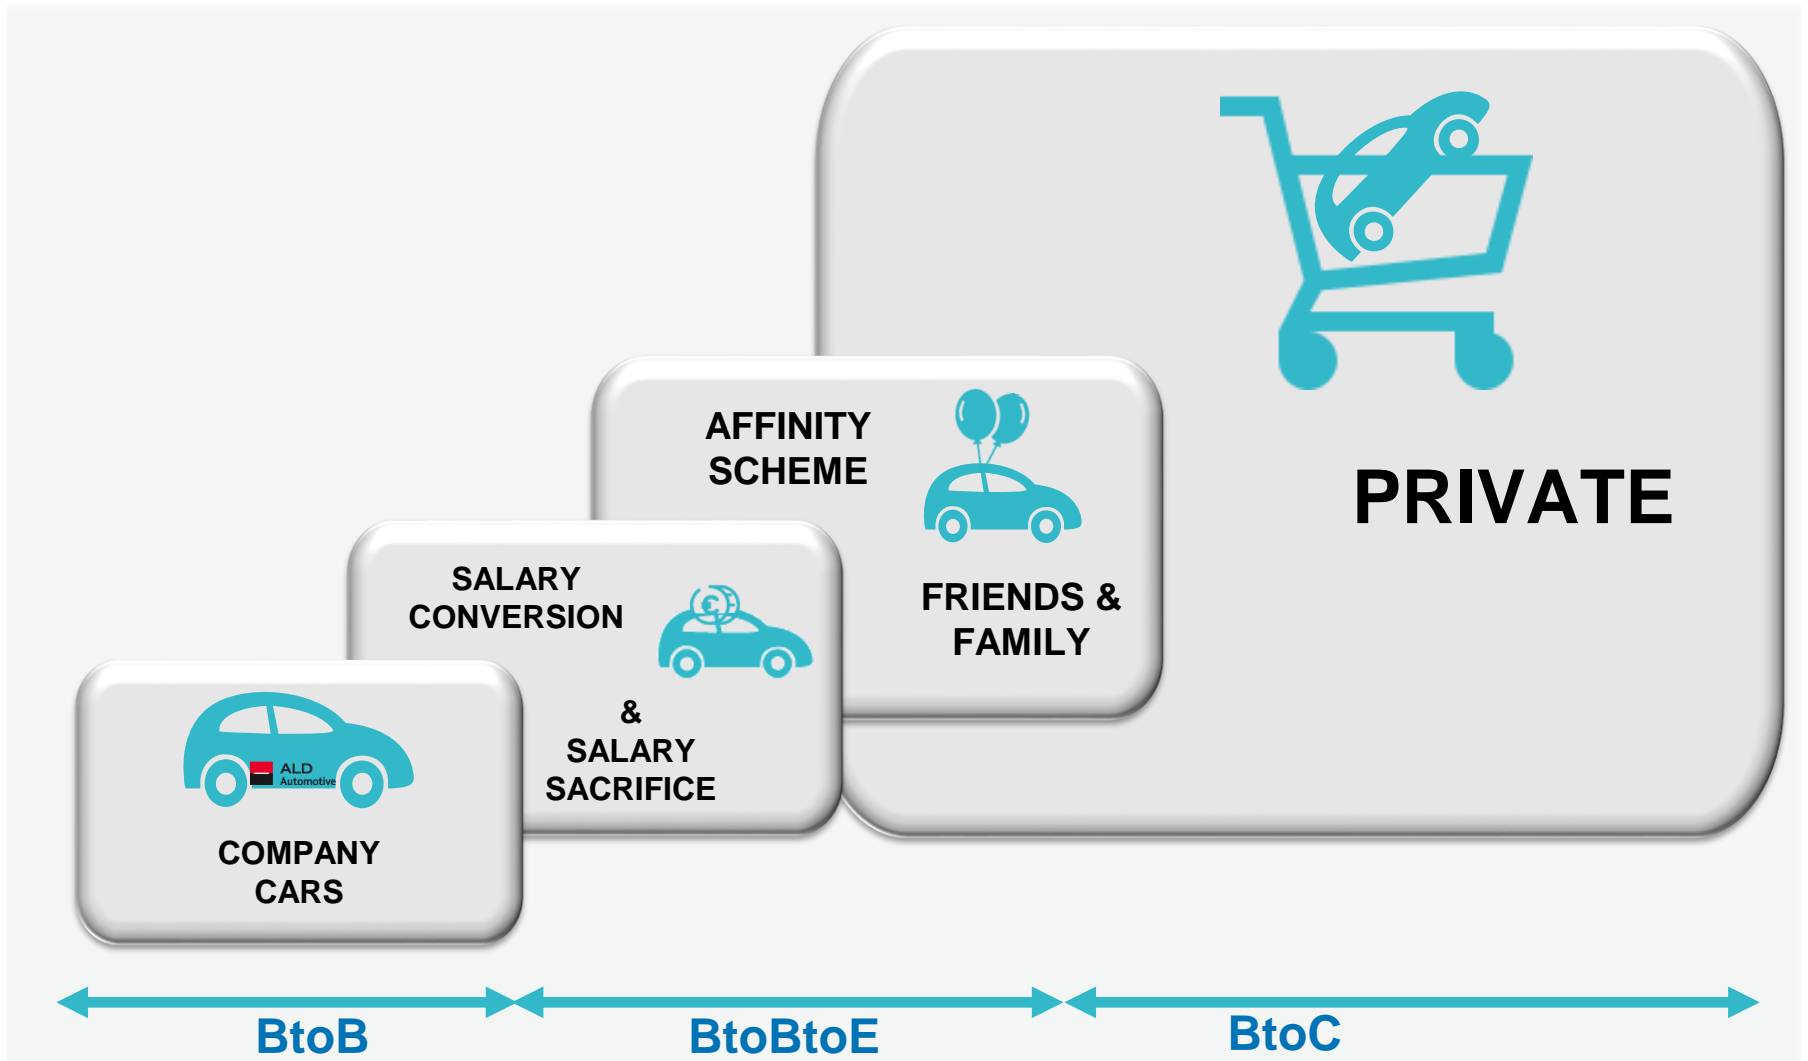 PRIVATE
AFFINITY
SCHEME
FRIENDS &
FAMILY
SALARY
CONVERSION
€
&
SALARY
SACRIFICE
ALD
Automotive
COMPANY
CARS
BtoB
BtoBtoE
BtoC